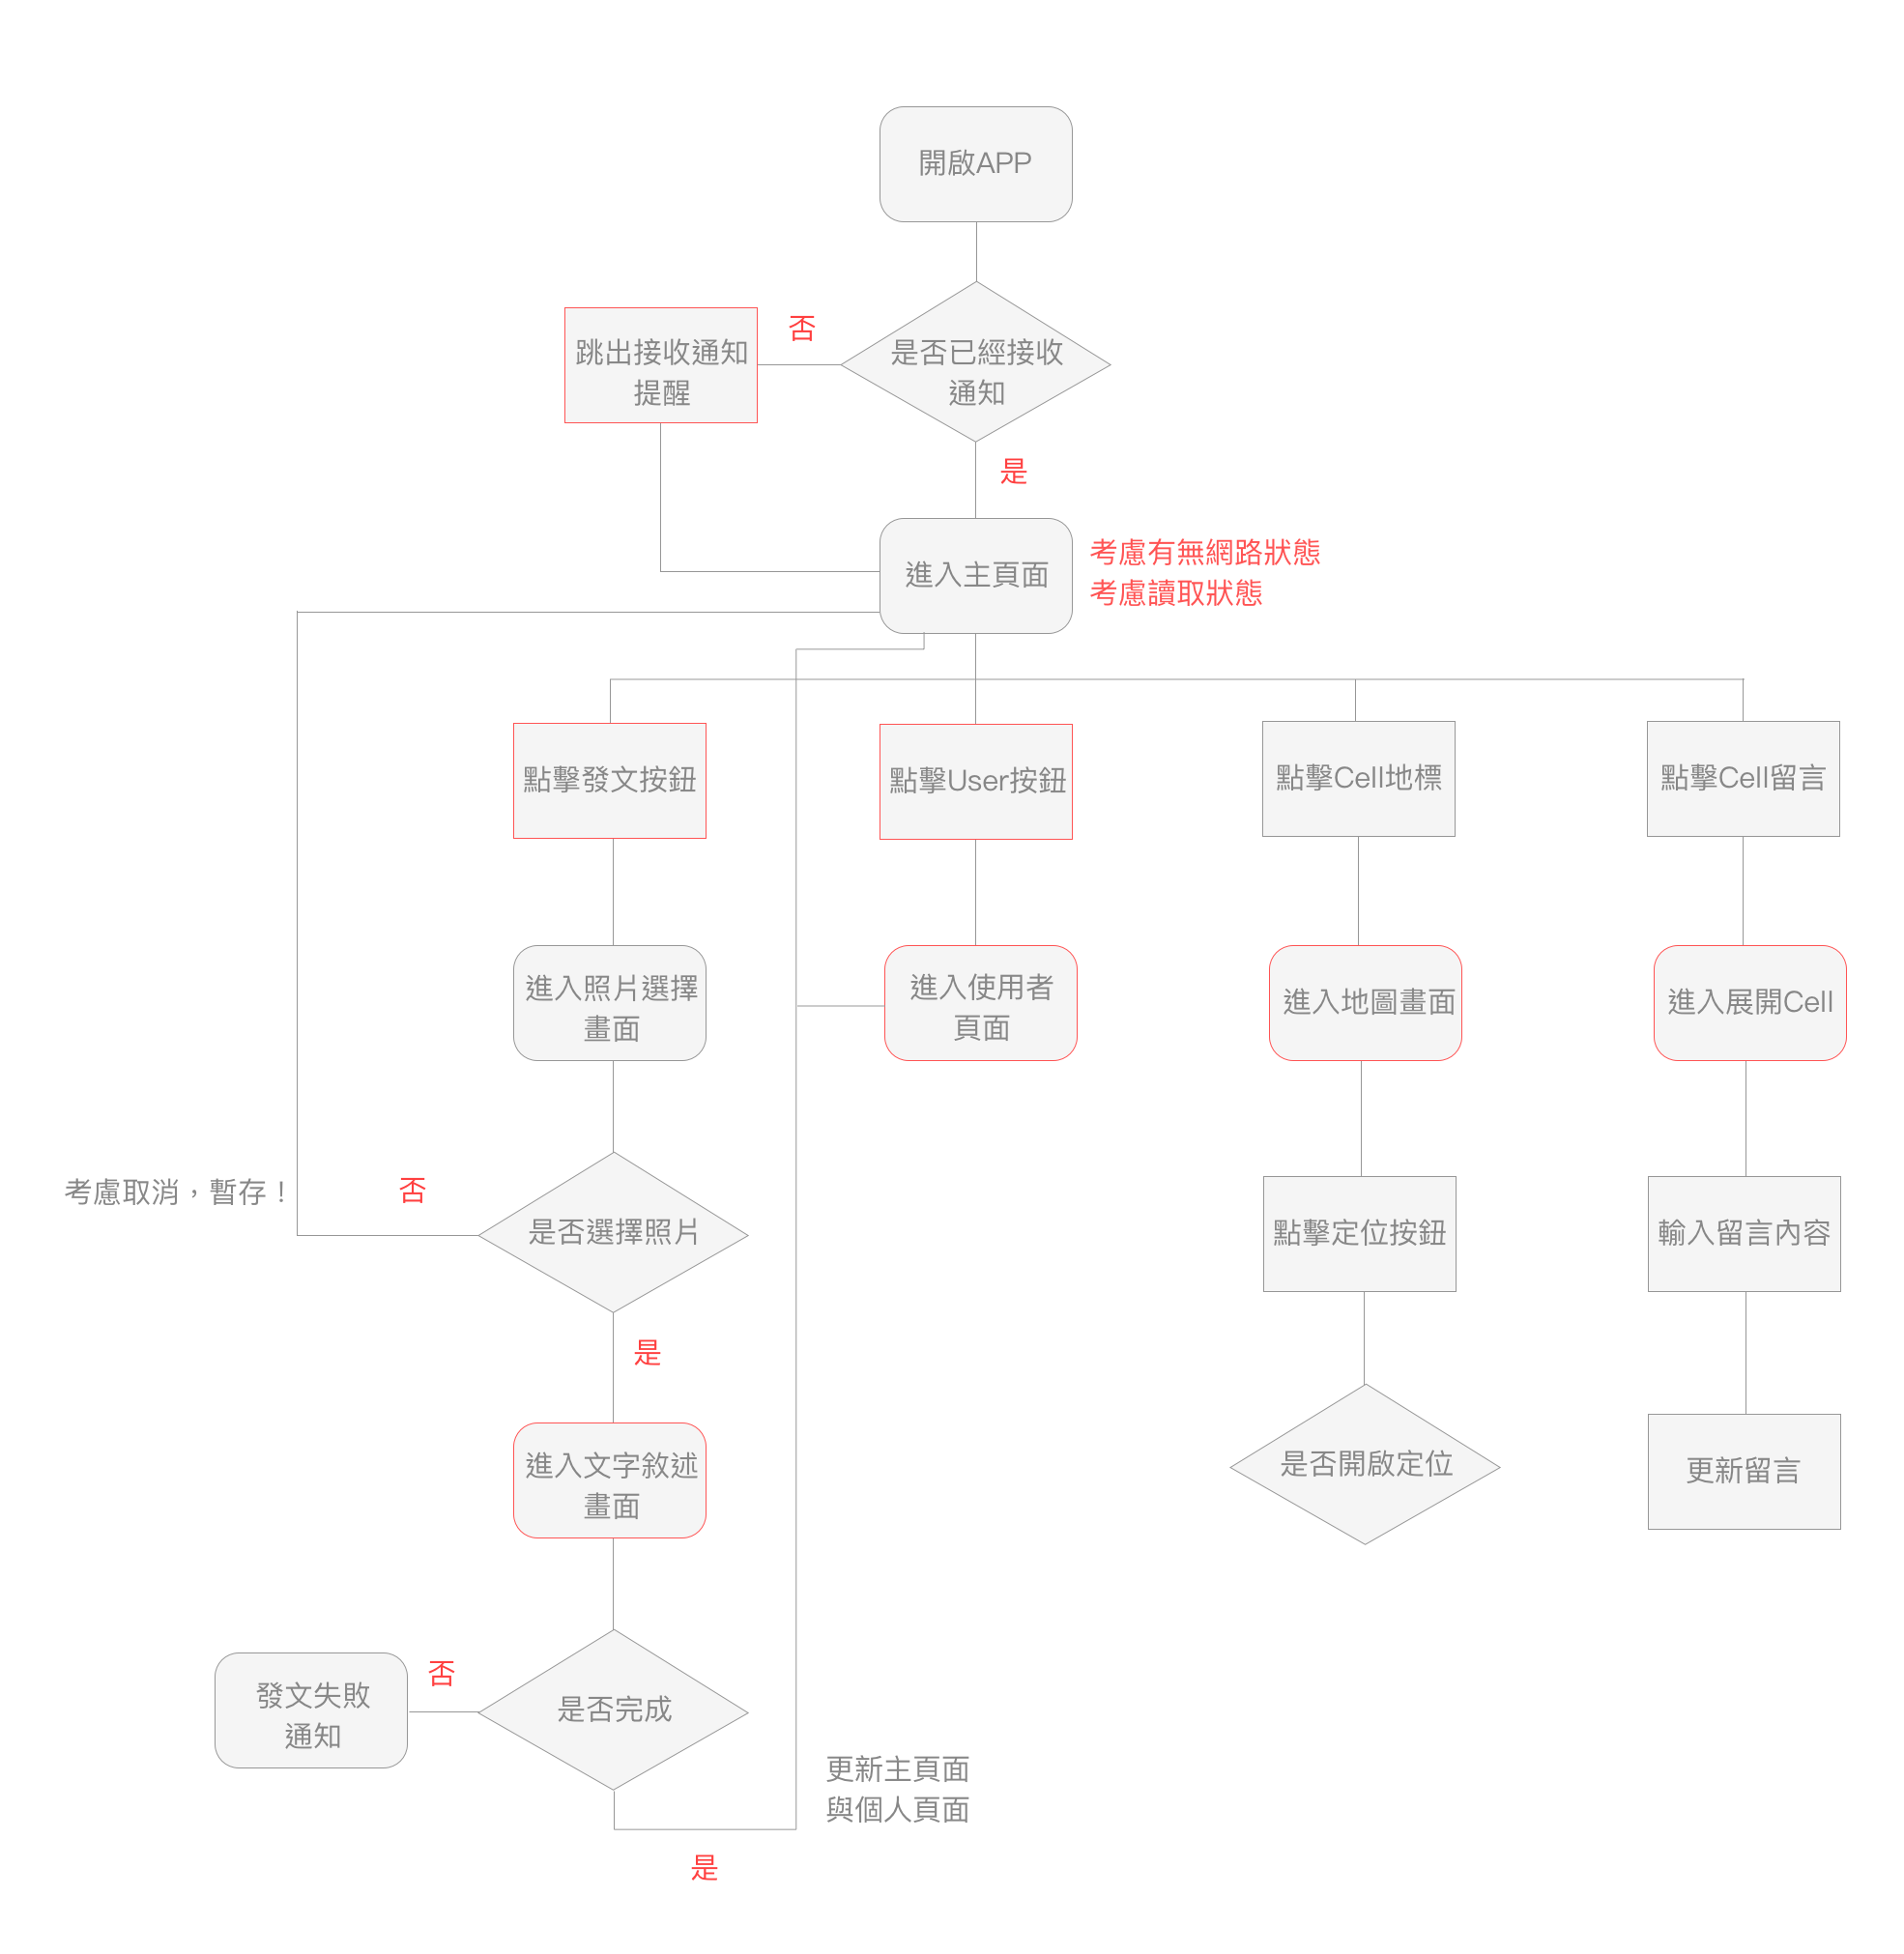 開啟APP
否
跳出接收通知
提醒
是否已經接收
通知
是
進入主頁面
考慮有無網路狀態
考慮讀取狀態
點擊發文按鈕
點擊User按鈕
點擊Cell地標
點擊Cell留言
進入照片選擇
畫面
進入使用者
頁面
進入地圖畫面
進入展開Cell
考慮取消，暫存！
否
是否選擇照片
點擊定位按鈕
輸入留言內容
是
進入文字敘述
畫面
是否開啟定位
更新留言
發文失敗
通知
否
是否完成
更新主頁面
與個人頁面
是